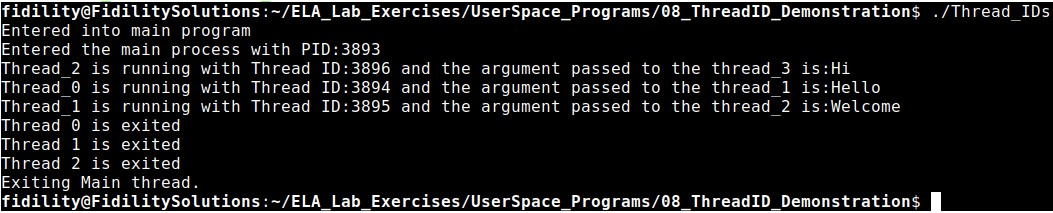 fidility@FidilitySolutions:~/ELA_Lab_Exercises/UserSpace_Programs/08_ThreadID_Demonstration$ ./Thread_IDs
Entered into main program
Entered the main process with PID:3893
Thread_2 is running with Thread ID:3896 and the argument passed to the thread_3 is:Hi
Thread_0 is running with Thread ID:3894 and the argument passed to the thread_1 is:Hello
Thread_1 is running with Thread ID:3895 and the argument passed to the thread_2 is:Welcome
Thread 0 is exited
Thread 1 is exited
Thread 2 is exited
Exiting Main thread.
fidility@FidilitySolutions:~/ELA_Lab_Exercises/UserSpace_Programs/08_ThreadID_Demonstration$